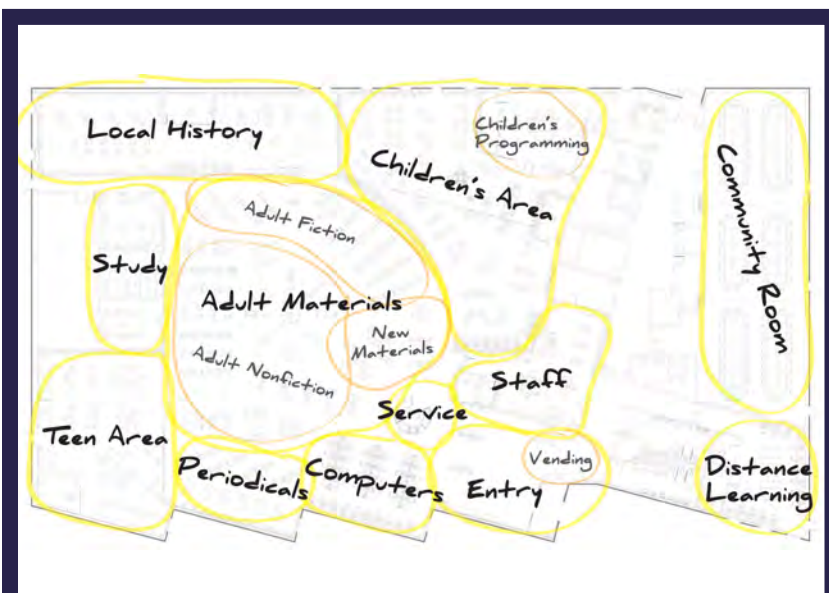 Local History
Children's
Programming
Children's Area
Community Room
Adult Fiction
Study
Adult Materials
New
Materials
Adult Nonfiction
Staff
Service
Teen Area
Periodicals
Computers
Entry
Vending
Distance
Learning